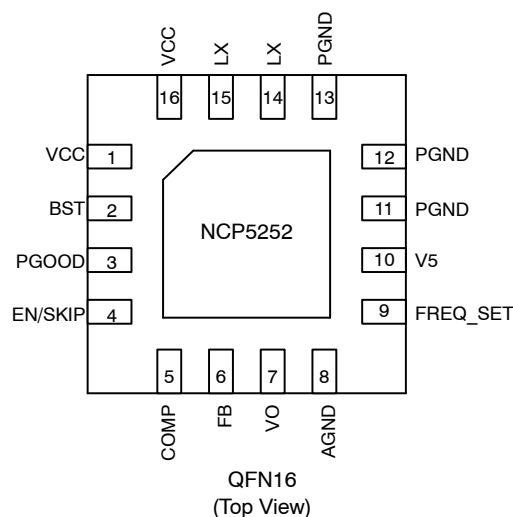 VCC LX LX PGND
16 15 14 13
VCC 1 12 PGND
BST 2 NCP5252 11 PGND
PGOOD 3 10 V5
EN/SKIP 4 9 FREQ_SET
5 6 7 8
COMP FB VO AGND
QFN16
(Top View)